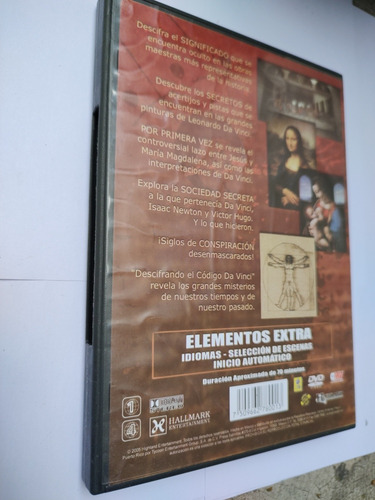 Descifra el SIGNIFICADO que se
encuentra oculto en las obras
maestras más representativas
de la historia.
Descubre los SECRETOS de
acertijos y pistas que se
encuentran en las grandes
pinturas de Leonardo Da Vinci.
POR PRIMERA VEZ se revela el
controversial lazo entre Jesús y
María Magdalena, así como las
interpretaciones de Da Vinci.
Explora la SOCIEDAD SECRETA
a la que pertenecía Da Vinci,
Isaac Newton y Victor Hugo.
Y lo que hicieron.
¡Siglos de CONSPIRACIÓN
desenmascarados!
"Descifrando el Código Da Vinci"
revela los grandes misterios
de nuestros tiempos y de
nuestro pasado.
ELEMENTOS EXTRA
IDIOMAS - SELECCIÓN DE ESCENAS
INICIO AUTOMÁTICO
Duración Aproximada de 70 minutos.
1
4
HALLMARK
ENTERTAINMENT
DVD